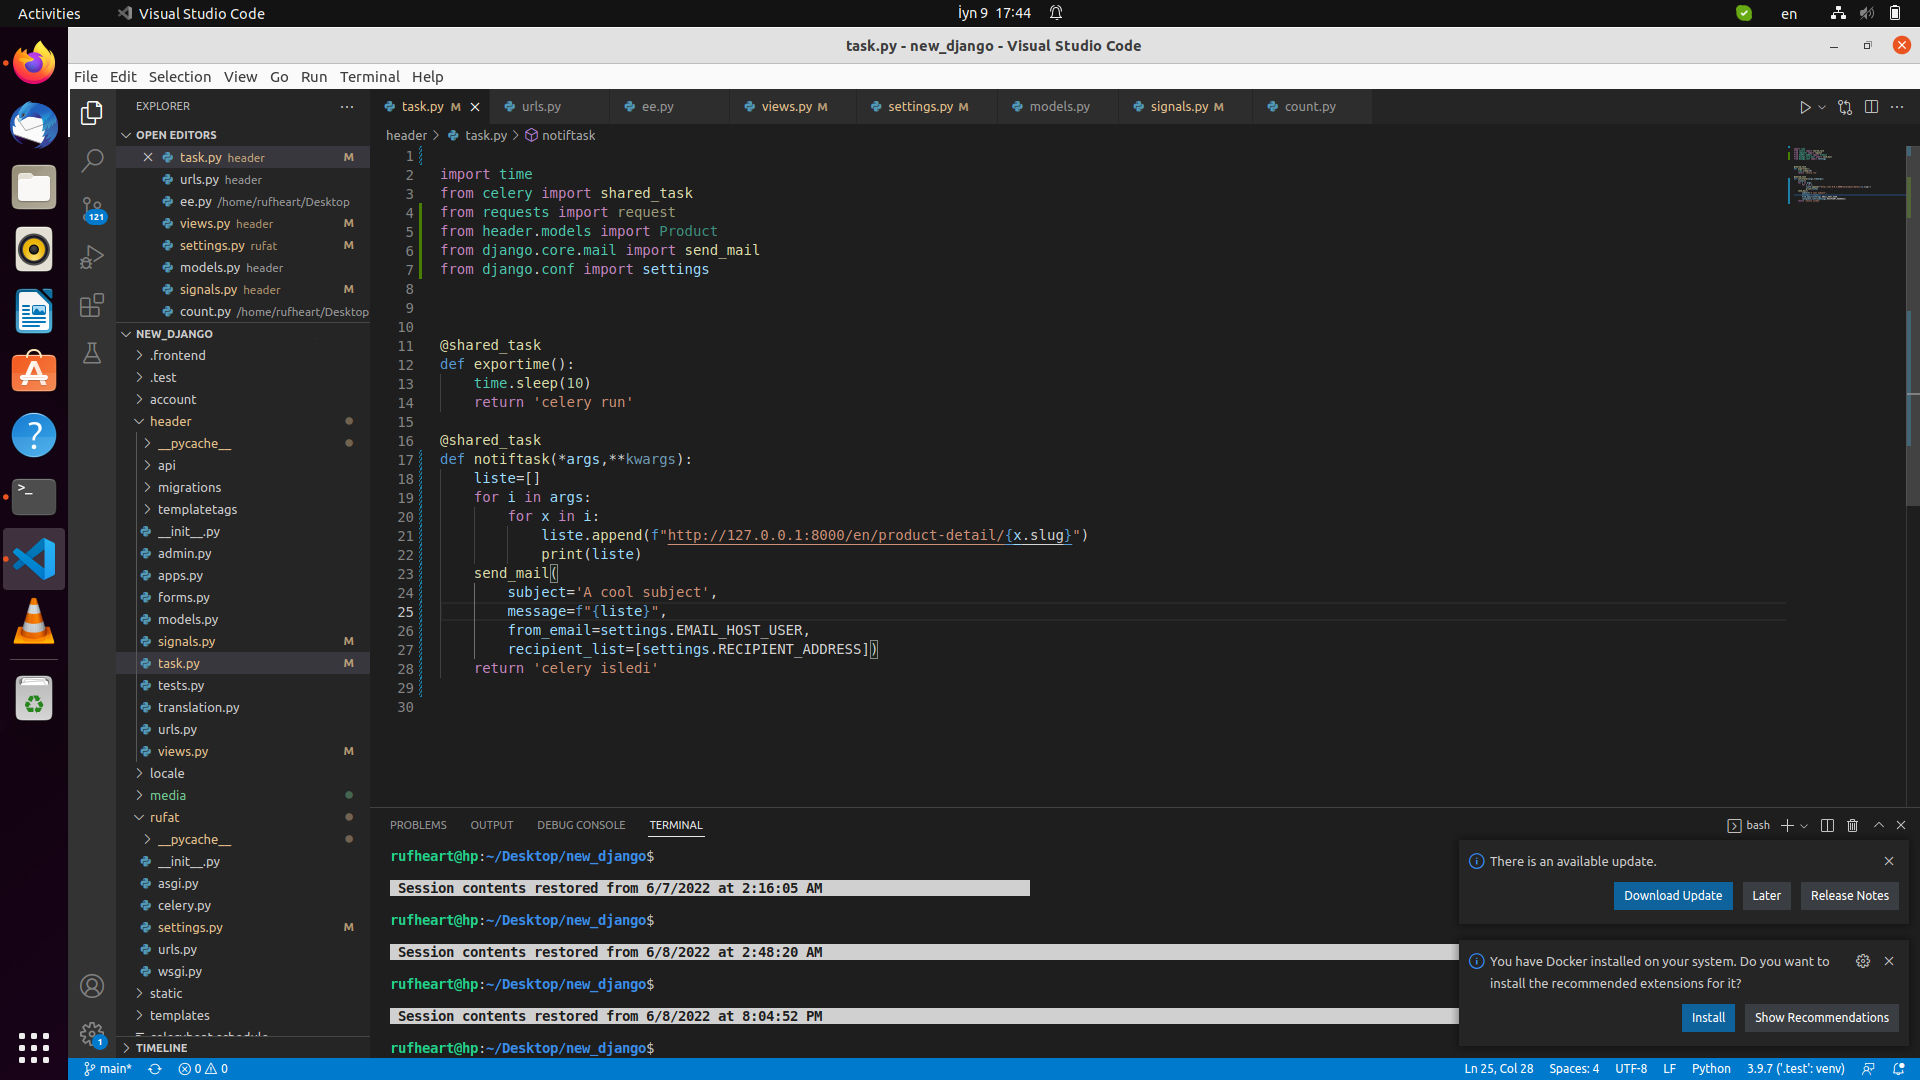 Activities
Visual Studio Code
İyn 9 17:44
en
task.py - new_django - Visual Studio Code
File Edit Selection View Go Run Terminal Help
EXPLORER
OPEN EDITORS
task.py header M
urls.py header
ee.py /home/rufheart/Desktop
views.py header M
settings.py rufat M
models.py header
signals.py header M
count.py /home/rufheart/Desktop
NEW_DJANGO
.frontend
.test
account
header
__pycache__
api
migrations
templatetags
__init__.py
admin.py
apps.py
forms.py
models.py
signals.py M
task.py M
tests.py
translation.py
urls.py
views.py M
locale
media
rufat
__pycache__
__init__.py
asgi.py
celery.py
settings.py M
urls.py
wsgi.py
static
templates
TIMELINE
121
1
task.py M urls.py ee.py views.py M settings.py M models.py signals.py M count.py
header > task.py > notiftask
1
2 import time
3 from celery import shared_task
4 from requests import request
5 from header.models import Product
6 from django.core.mail import send_mail
7 from django.conf import settings
8
9
10
11 @shared_task
12 def exportime():
13 time.sleep(10)
14 return 'celery run'
15
16 @shared_task
17 def notiftask(*args,**kwargs):
18 liste=[]
19 for i in args:
20 for x in i:
21 liste.append(f"http://127.0.0.1:8000/en/product-detail/{x.slug}")
22 print(liste)
23 send_mail(
24 subject='A cool subject',
25 message=f"{liste}",
26 from_email=settings.EMAIL_HOST_USER,
27 recipient_list=[settings.RECIPIENT_ADDRESS])
28 return 'celery isledi'
29
30
PROBLEMS OUTPUT DEBUG CONSOLE TERMINAL
bash
rufheart@hp:~/Desktop/new_django$
Session contents restored from 6/7/2022 at 2:16:05 AM
rufheart@hp:~/Desktop/new_django$
Session contents restored from 6/8/2022 at 2:48:20 AM
rufheart@hp:~/Desktop/new_django$
Session contents restored from 6/8/2022 at 8:04:52 PM
rufheart@hp:~/Desktop/new_django$
There is an available update.
Download Update Later Release Notes
You have Docker installed on your system. Do you want to
install the recommended extensions for it?
Install Show Recommendations
main* 0 0
Ln 25, Col 28 Spaces: 4 UTF-8 LF Python 3.9.7 ('.test': venv)